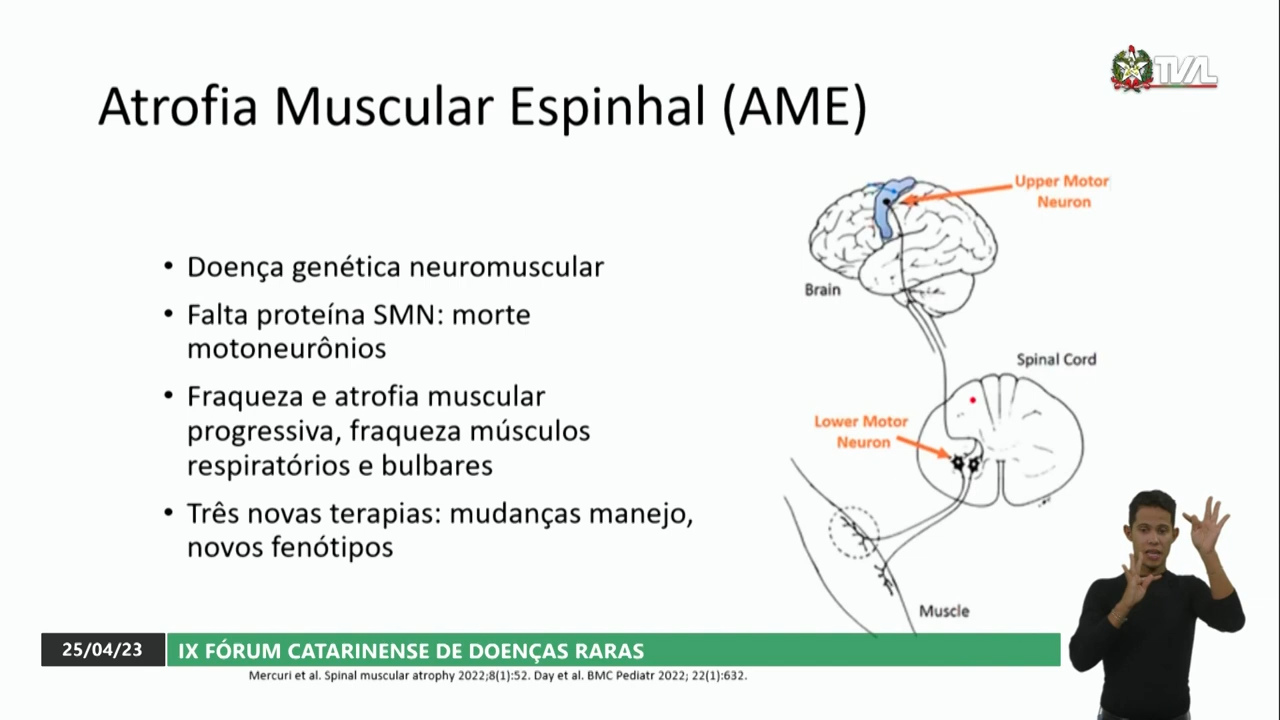 TVAL
Atrofia Muscular Espinhal (AME)
• Doença genética neuromuscular
• Falta proteína SMN: morte
motoneurônios
• Fraqueza e atrofia muscular
progressiva, fraqueza músculos
respiratórios e bulbares
• Três novas terapias: mudanças manejo,
novos fenótipos
Upper Motor
Neuron
Brain
Spinal Cord
Lower Motor
Neuron
Muscle
25/04/23
IX FÓRUM CATARINENSE DE DOENÇAS RARAS
Mercuri et al. Spinal muscular atrophy 2022;8(1):52. Day et al. BMC Pediatr 2022; 22(1):632.